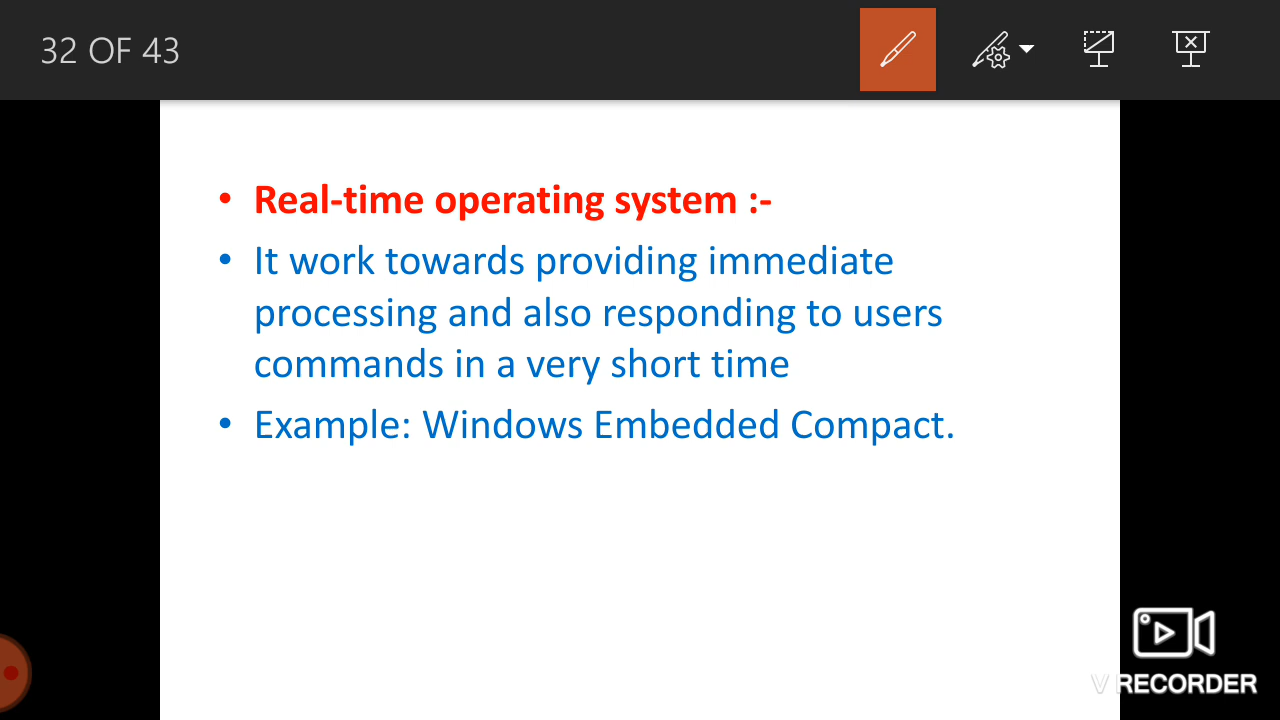 32 OF 43
• Real-time operating system :-
• It work towards providing immediate
processing and also responding to users
commands in a very short time
• Example: Windows Embedded Compact.
V RECORDER